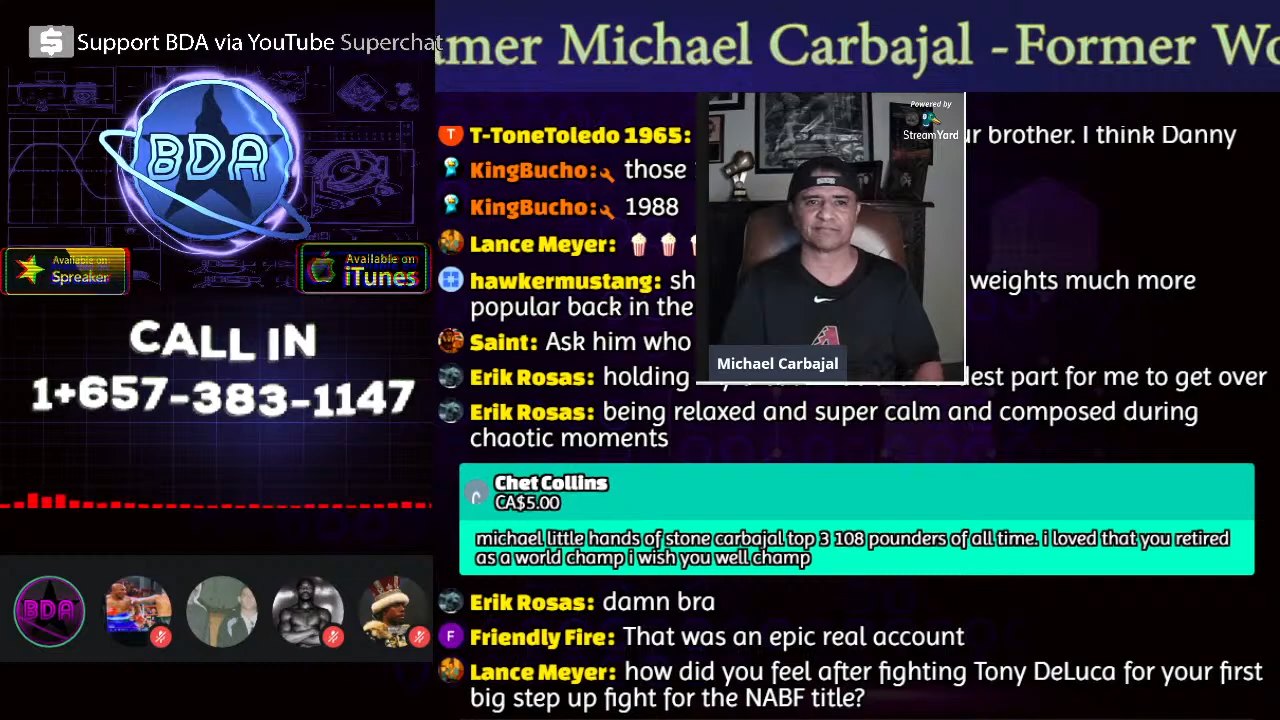 Support BDA via YouTube Superchat
BDA
Available on
Spreaker
Available on
iTunes
CALL IN
1+657-383-1147
BDA
mer Michael Carbajal -Former Wo
Powered by
StreamYard
T-ToneToledo 1965: ur brother. I think Danny
KingBucho: those
KingBucho: 1988
Lance Meyer:
hawkermustang: sh weights much more
popular back in the
Saint: Ask him who
Erik Rosas: holding dest part for me to get over
Erik Rosas: being relaxed and super calm and composed during
chaotic moments
Michael Carbajal
Chet Collins
CA$5.00
michael little hands of stone carbajal top 3 108 pounders of all time. i loved that you retired
as a world champ i wish you well champ
Erik Rosas: damn bra
Friendly Fire: That was an epic real account
Lance Meyer: how did you feel after fighting Tony DeLuca for your first
big step up fight for the NABF title?